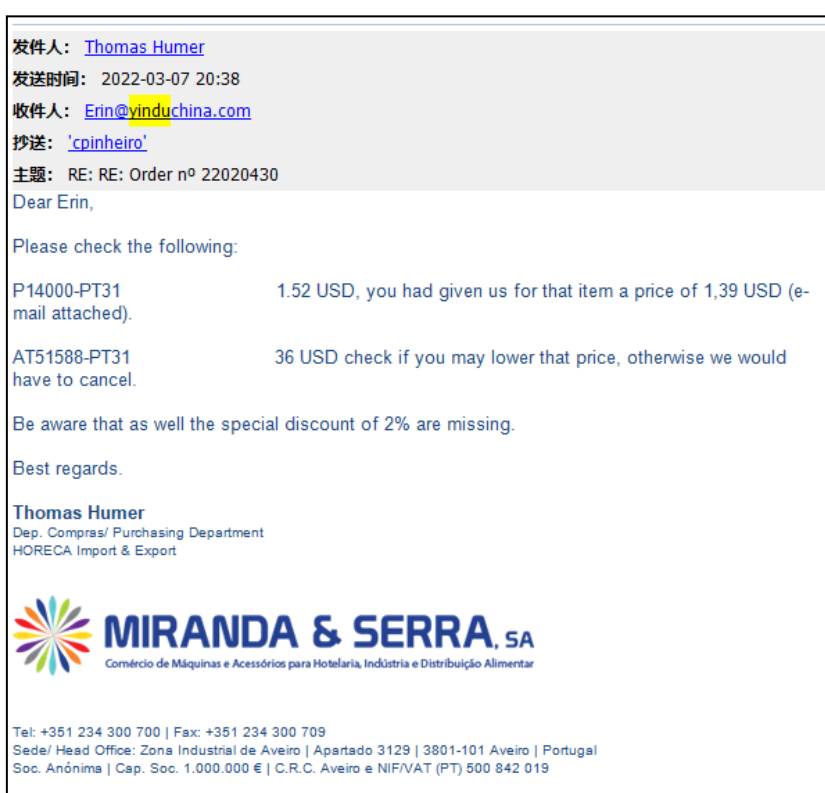 发件人： Thomas Humer
发送时间： 2022-03-07 20:38
收件人： Erin@yinduchina.com
抄送： 'cpinheiro'
主题： RE: RE: Order nº 22020430
Dear Erin,
Please check the following:
P14000-PT31 1.52 USD, you had given us for that item a price of 1,39 USD (e-
mail attached).
AT51588-PT31 36 USD check if you may lower that price, otherwise we would
have to cancel.
Be aware that as well the special discount of 2% are missing.
Best regards.
Thomas Humer
Dep. Compras/ Purchasing Department
HORECA Import & Export
MIRANDA & SERRA, SA
Comércio de Máquinas e Acessórios para Hotelaria, Indústria e Distribuição Alimentar
Tel: +351 234 300 700 | Fax: +351 234 300 709
Sede/ Head Office: Zona Industrial de Aveiro | Apartado 3129 | 3801-101 Aveiro | Portugal
Soc. Anónima | Cap. Soc. 1.000.000 € | C.R.C. Aveiro e NIF/VAT (PT) 500 842 019